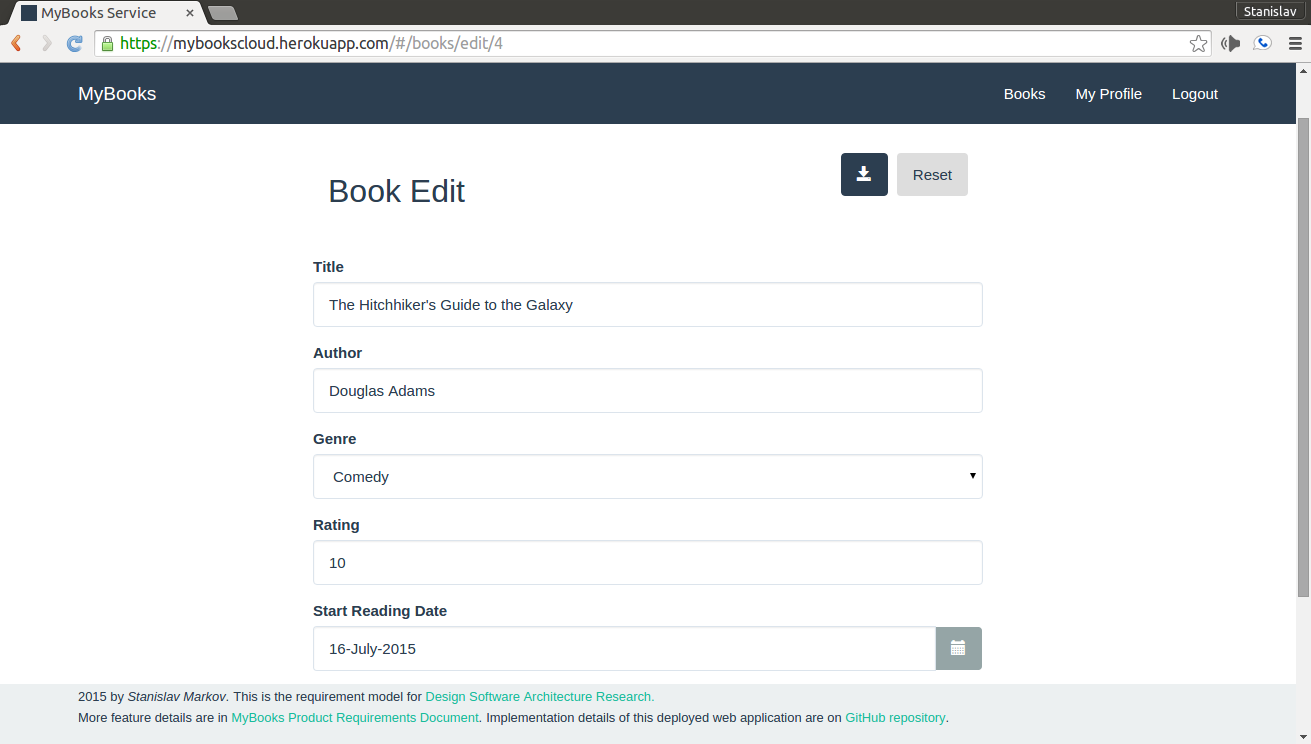 MyBooks Service
Stanislav
https://mybookscloud.herokuapp.com/#/books/edit/4
MyBooks
Books
My Profile
Logout
Book Edit
Reset
Title
The Hitchhiker's Guide to the Galaxy
Author
Douglas Adams
Genre
Comedy
Rating
10
Start Reading Date
16-July-2015
2015 by Stanislav Markov. This is the requirement model for Design Software Architecture Research.
More feature details are in MyBooks Product Requirements Document. Implementation details of this deployed web application are on GitHub repository.